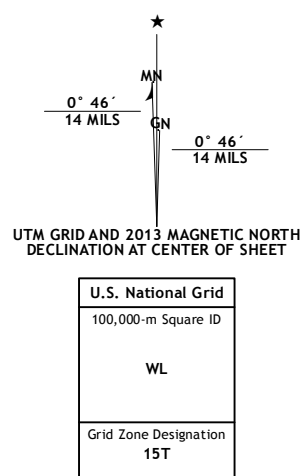 ★
MN
0° 46´
14 MILS
GN
0° 46´
14 MILS
UTM GRID AND 2013 MAGNETIC NORTH
DECLINATION AT CENTER OF SHEET
U.S. National Grid
100,000-m Square ID
WL
Grid Zone Designation
15T